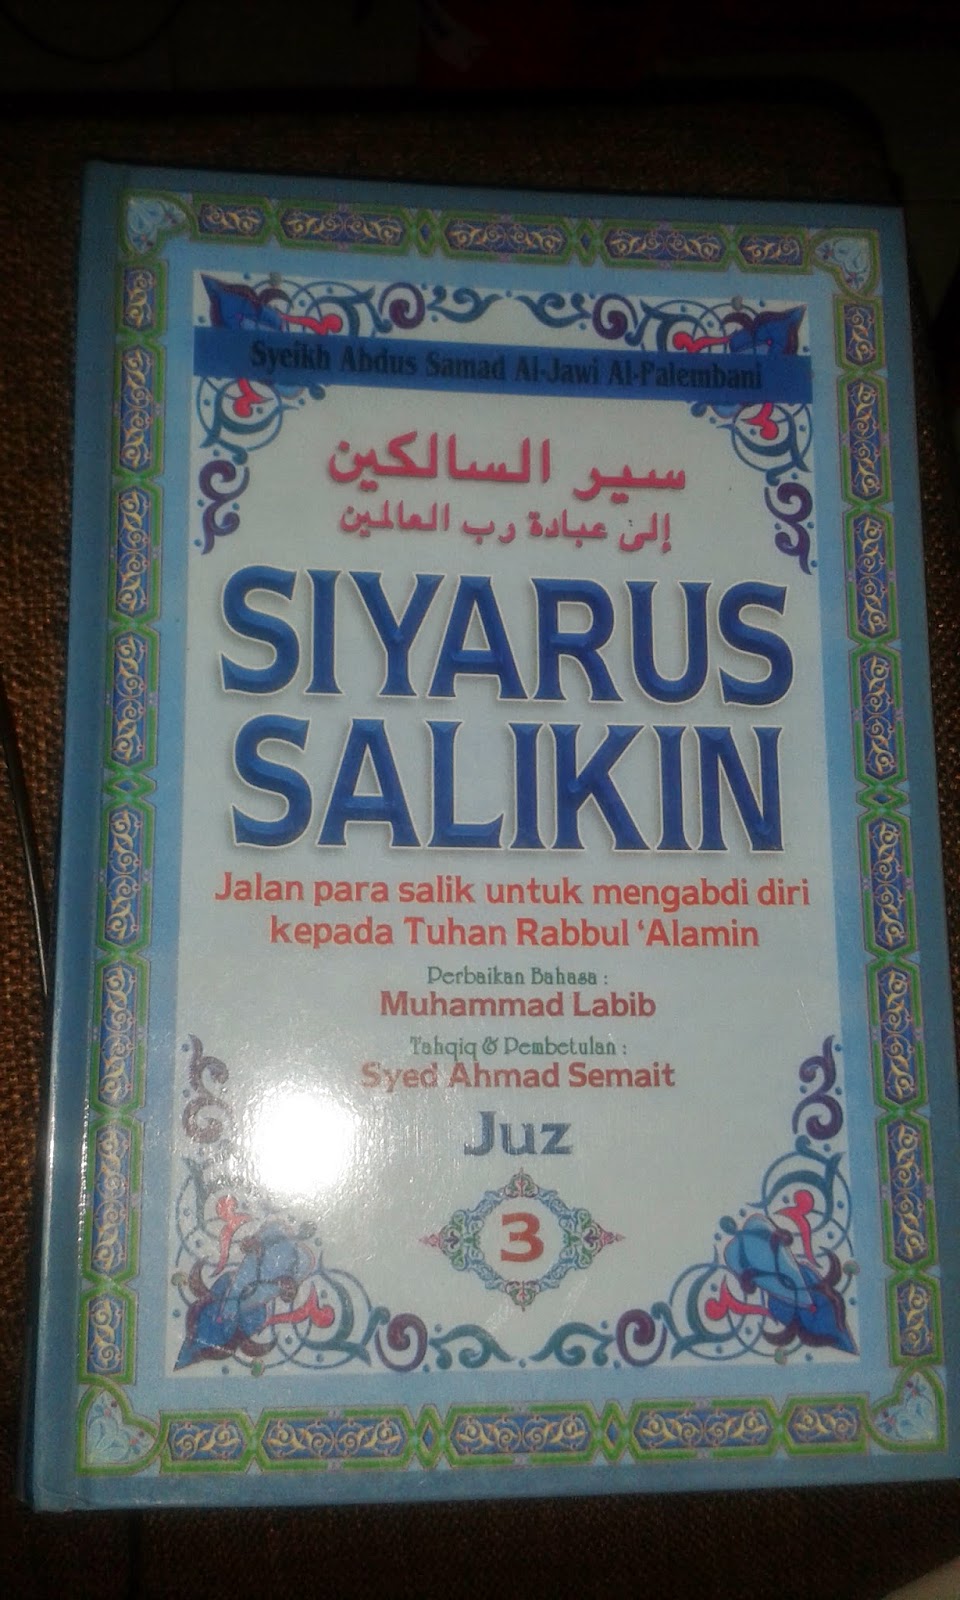 Syeikh Abdus Samad Al-Jawi Al-Palembani
سير السالكين
إلى عبادة رب العالمين
SIYARUS
SALIKIN
Jalan para salik untuk mengabdi diri
kepada Tuhan Rabbul ‘Alamin
Perbaikan Bahasa :
Muhammad Labib
Tahqiq & Pembetulan :
Syed Ahmad Semait
Juz
3